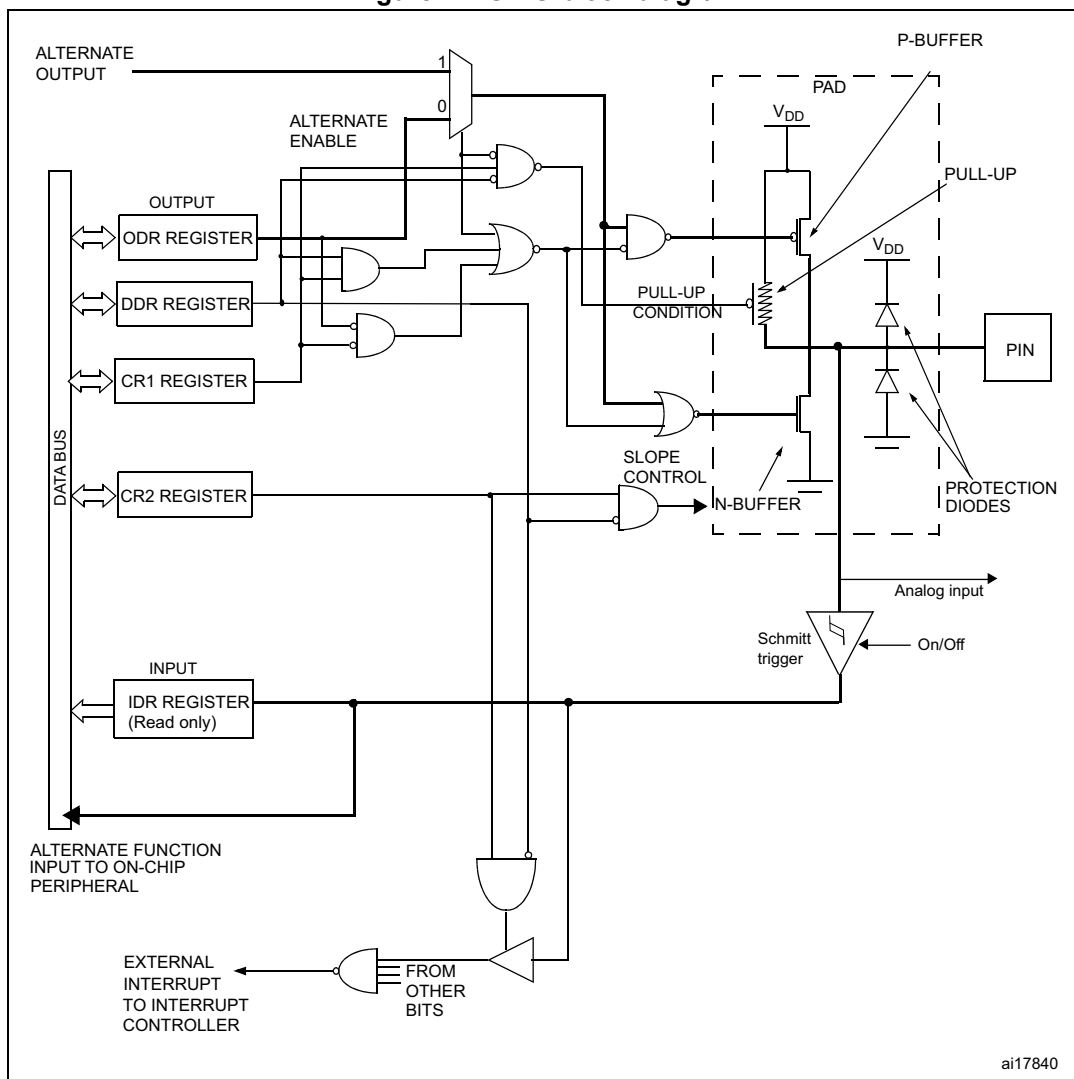 ALTERNATE
OUTPUT
1
0
ALTERNATE
ENABLE
P-BUFFER
PAD
VDD
PULL-UP
OUTPUT
ODR REGISTER
VDD
DDR REGISTER
PULL-UP
CONDITION
PIN
CR1 REGISTER
DATA BUS
SLOPE
CONTROL
CR2 REGISTER
N-BUFFER
PROTECTION
DIODES
Analog input
Schmitt
trigger
On/Off
INPUT
IDR REGISTER
(Read only)
ALTERNATE FUNCTION
INPUT TO ON-CHIP
PERIPHERAL
EXTERNAL
INTERRUPT
TO INTERRUPT
CONTROLLER
FROM
OTHER
BITS
ai17840